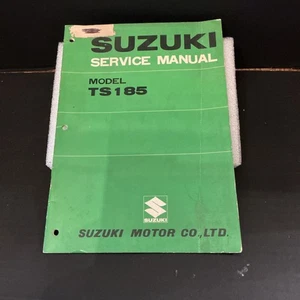 SUZUKI
SERVICE MANUAL
MODEL
TS185
SUZUKI
SUZUKI MOTOR CO.,LTD.